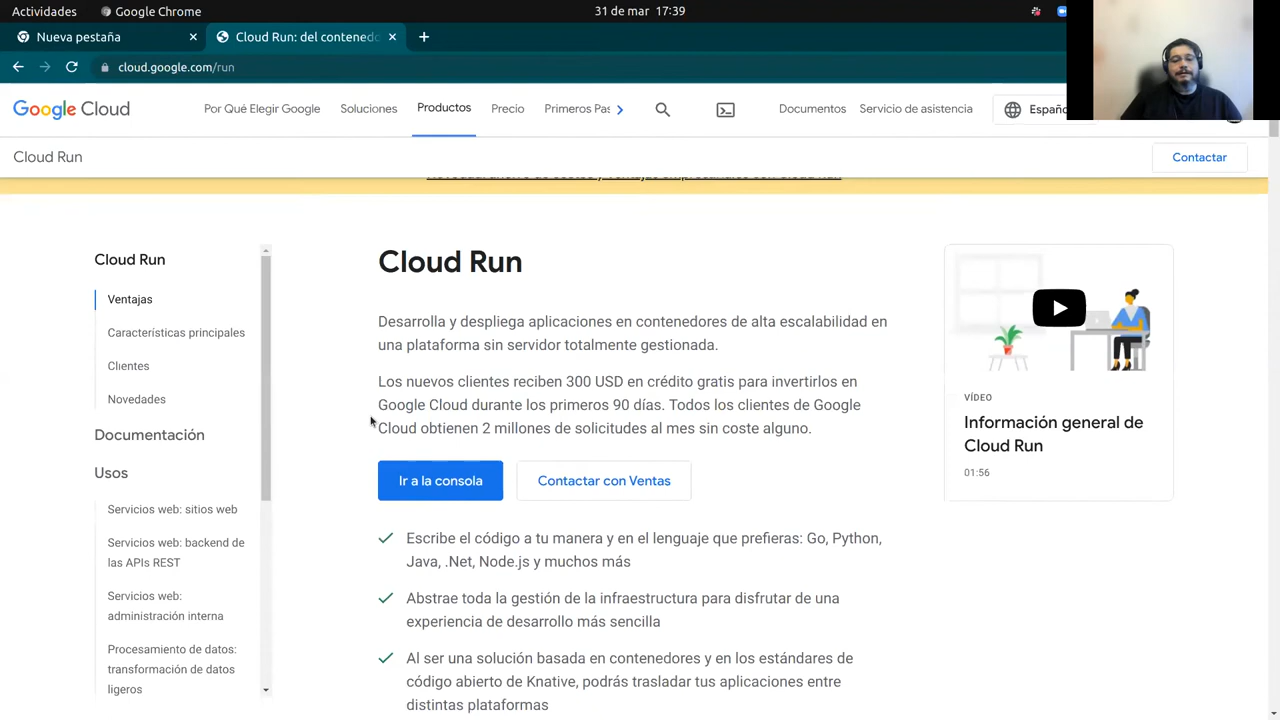 Actividades
Google Chrome
31 de mar 17:39
Nueva pestaña
Cloud Run: del contenedo
cloud.google.com/run
Google Cloud
Por Qué Elegir Google
Soluciones
Productos
Precio
Primeros Pas
Documentos
Servicio de asistencia
Españo
Cloud Run
Contactar
Cloud Run
Ventajas
Características principales
Clientes
Novedades
Documentación
Usos
Servicios web: sitios web
Servicios web: backend de
las APIs REST
Servicios web:
administración interna
Procesamiento de datos:
transformación de datos
ligeros
Cloud Run
Desarrolla y despliega aplicaciones en contenedores de alta escalabilidad en
una plataforma sin servidor totalmente gestionada.
Los nuevos clientes reciben 300 USD en crédito gratis para invertirlos en
Google Cloud durante los primeros 90 días. Todos los clientes de Google
Cloud obtienen 2 millones de solicitudes al mes sin coste alguno.
Ir a la consola
Contactar con Ventas
Escribe el código a tu manera y en el lenguaje que prefieras: Go, Python,
Java, .Net, Node.js y muchos más
Abstrae toda la gestión de la infraestructura para disfrutar de una
experiencia de desarrollo más sencilla
Al ser una solución basada en contenedores y en los estándares de
código abierto de Knative, podrás trasladar tus aplicaciones entre
distintas plataformas
VÍDEO
Información general de
Cloud Run
01:56